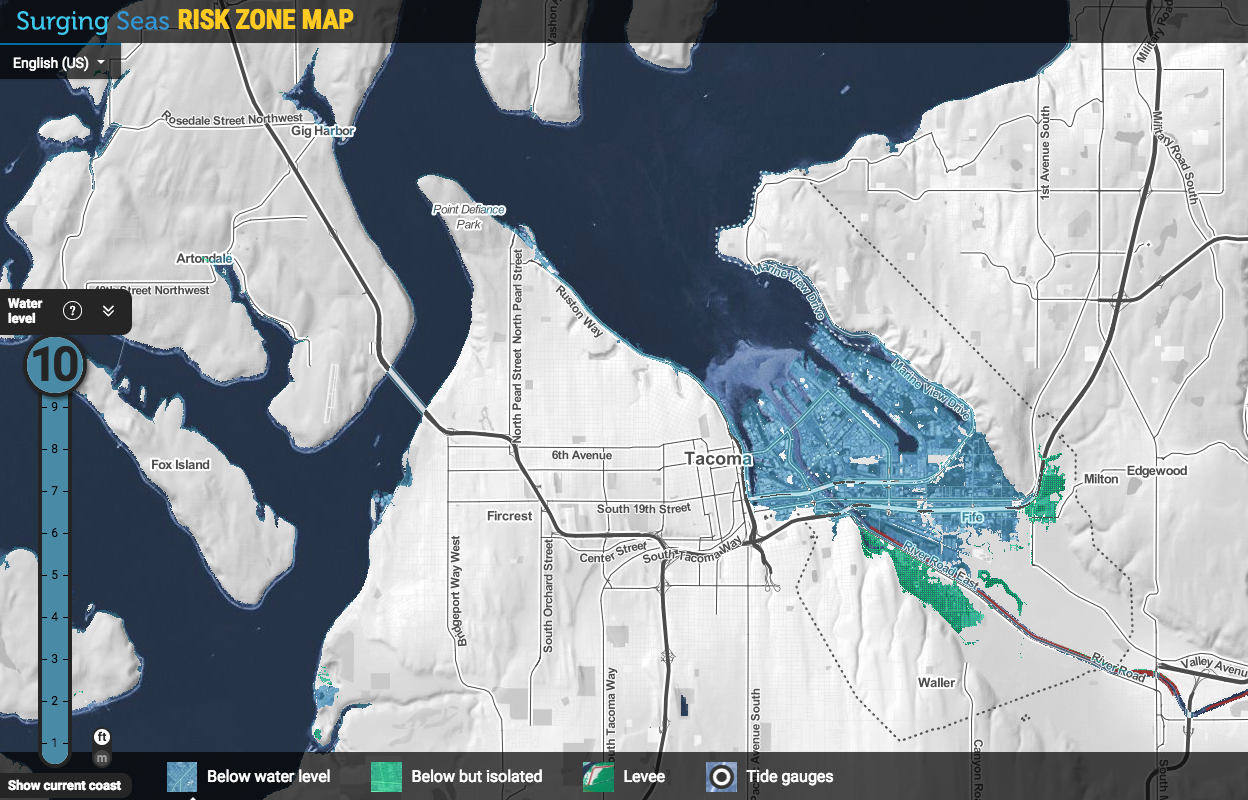 Surging Seas RISK ZONE MAP
English (US)
Vashon
Military Road
Rosedale Street Northwest
Gig Harbor
1st Avenue South
Military Road South
Point Defiance
Park
Artondale
Street Northwest
North Pearl Street North Pearl Street
Ruston Way
Marine View Drive
Marine View Drive
Water
level
?
10
9
8
7
6
5
4
3
2
1
ft
m
Show current coast
Fox Island
6th Avenue
Tacoma
Edgewood
Milton
Fircrest
South 19th Street
Fife
Center Street
South Tacoma Way
River Road East
Bridgeport Way West
South Orchard Street
South Tacoma Way
Pacific Avenue South
Waller
River Road
Valley Avenu
Canyon Ro
South M
Below water level
Below but isolated
Levee
Tide gauges